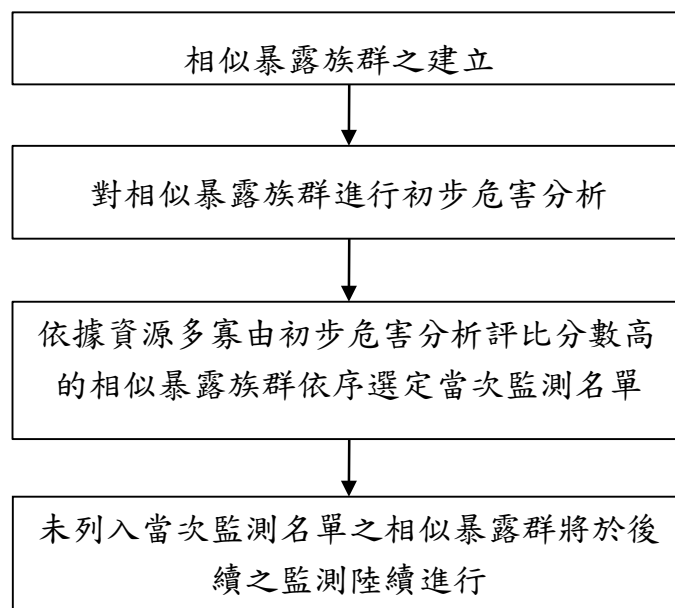 相似暴露族群之建立
對相似暴露族群進行初步危害分析
依據資源多寡由初步危害分析評比分數高
的相似暴露族群依序選定當次監測名單
未列入當次監測名單之相似暴露群將於後
續之監測陸續進行